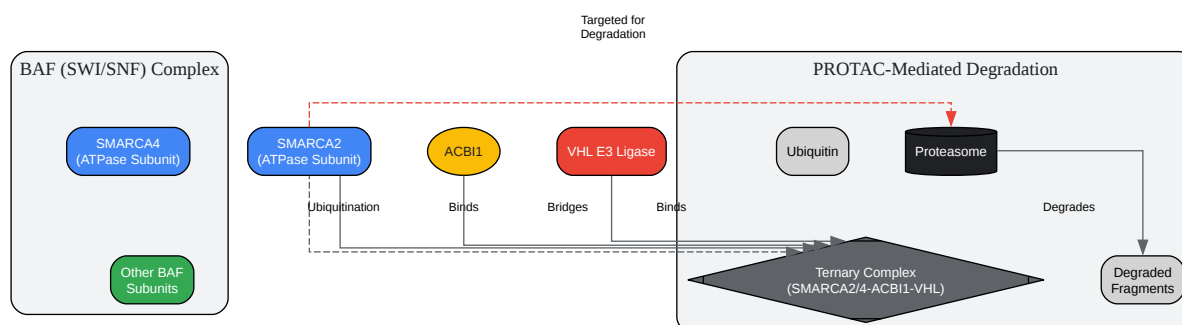 Targeted for
Degradation
BAF (SWI/SNF) Complex
PROTAC-Mediated Degradation
SMARCA4
(ATPase Subunit)
SMARCA2
(ATPase Subunit)
ACBI1
VHL E3 Ligase
Ubiquitin
Proteasome
Ubiquitination
Binds
Bridges
Binds
Degrades
Other BAF
Subunits
Ternary Complex
(SMARCA2/4-ACBI1-VHL)
Degraded
Fragments